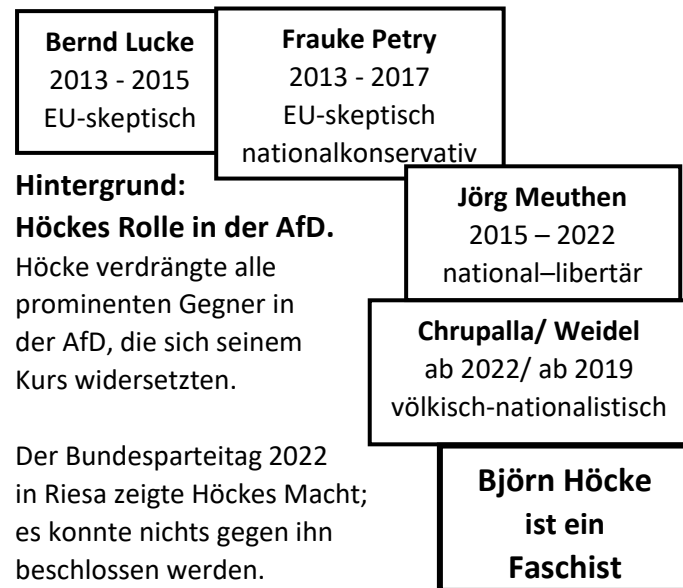 Bernd Lucke
2013 - 2015
EU-skeptisch
Frauke Petry
2013 - 2017
EU-skeptisch
nationalkonservativ
Hintergrund:
Höckes Rolle in der AfD.
Höcke verdrängte alle
prominenten Gegner in
der AfD, die sich seinem
Kurs widersetzten.
Jörg Meuthen
2015 – 2022
national–libertär
Chrupalla/ Weidel
ab 2022/ ab 2019
völkisch-nationalistisch
Der Bundesparteitag 2022
in Riesa zeigte Höckes Macht;
es konnte nichts gegen ihn
beschlossen werden.
Björn Höcke
ist ein
Faschist